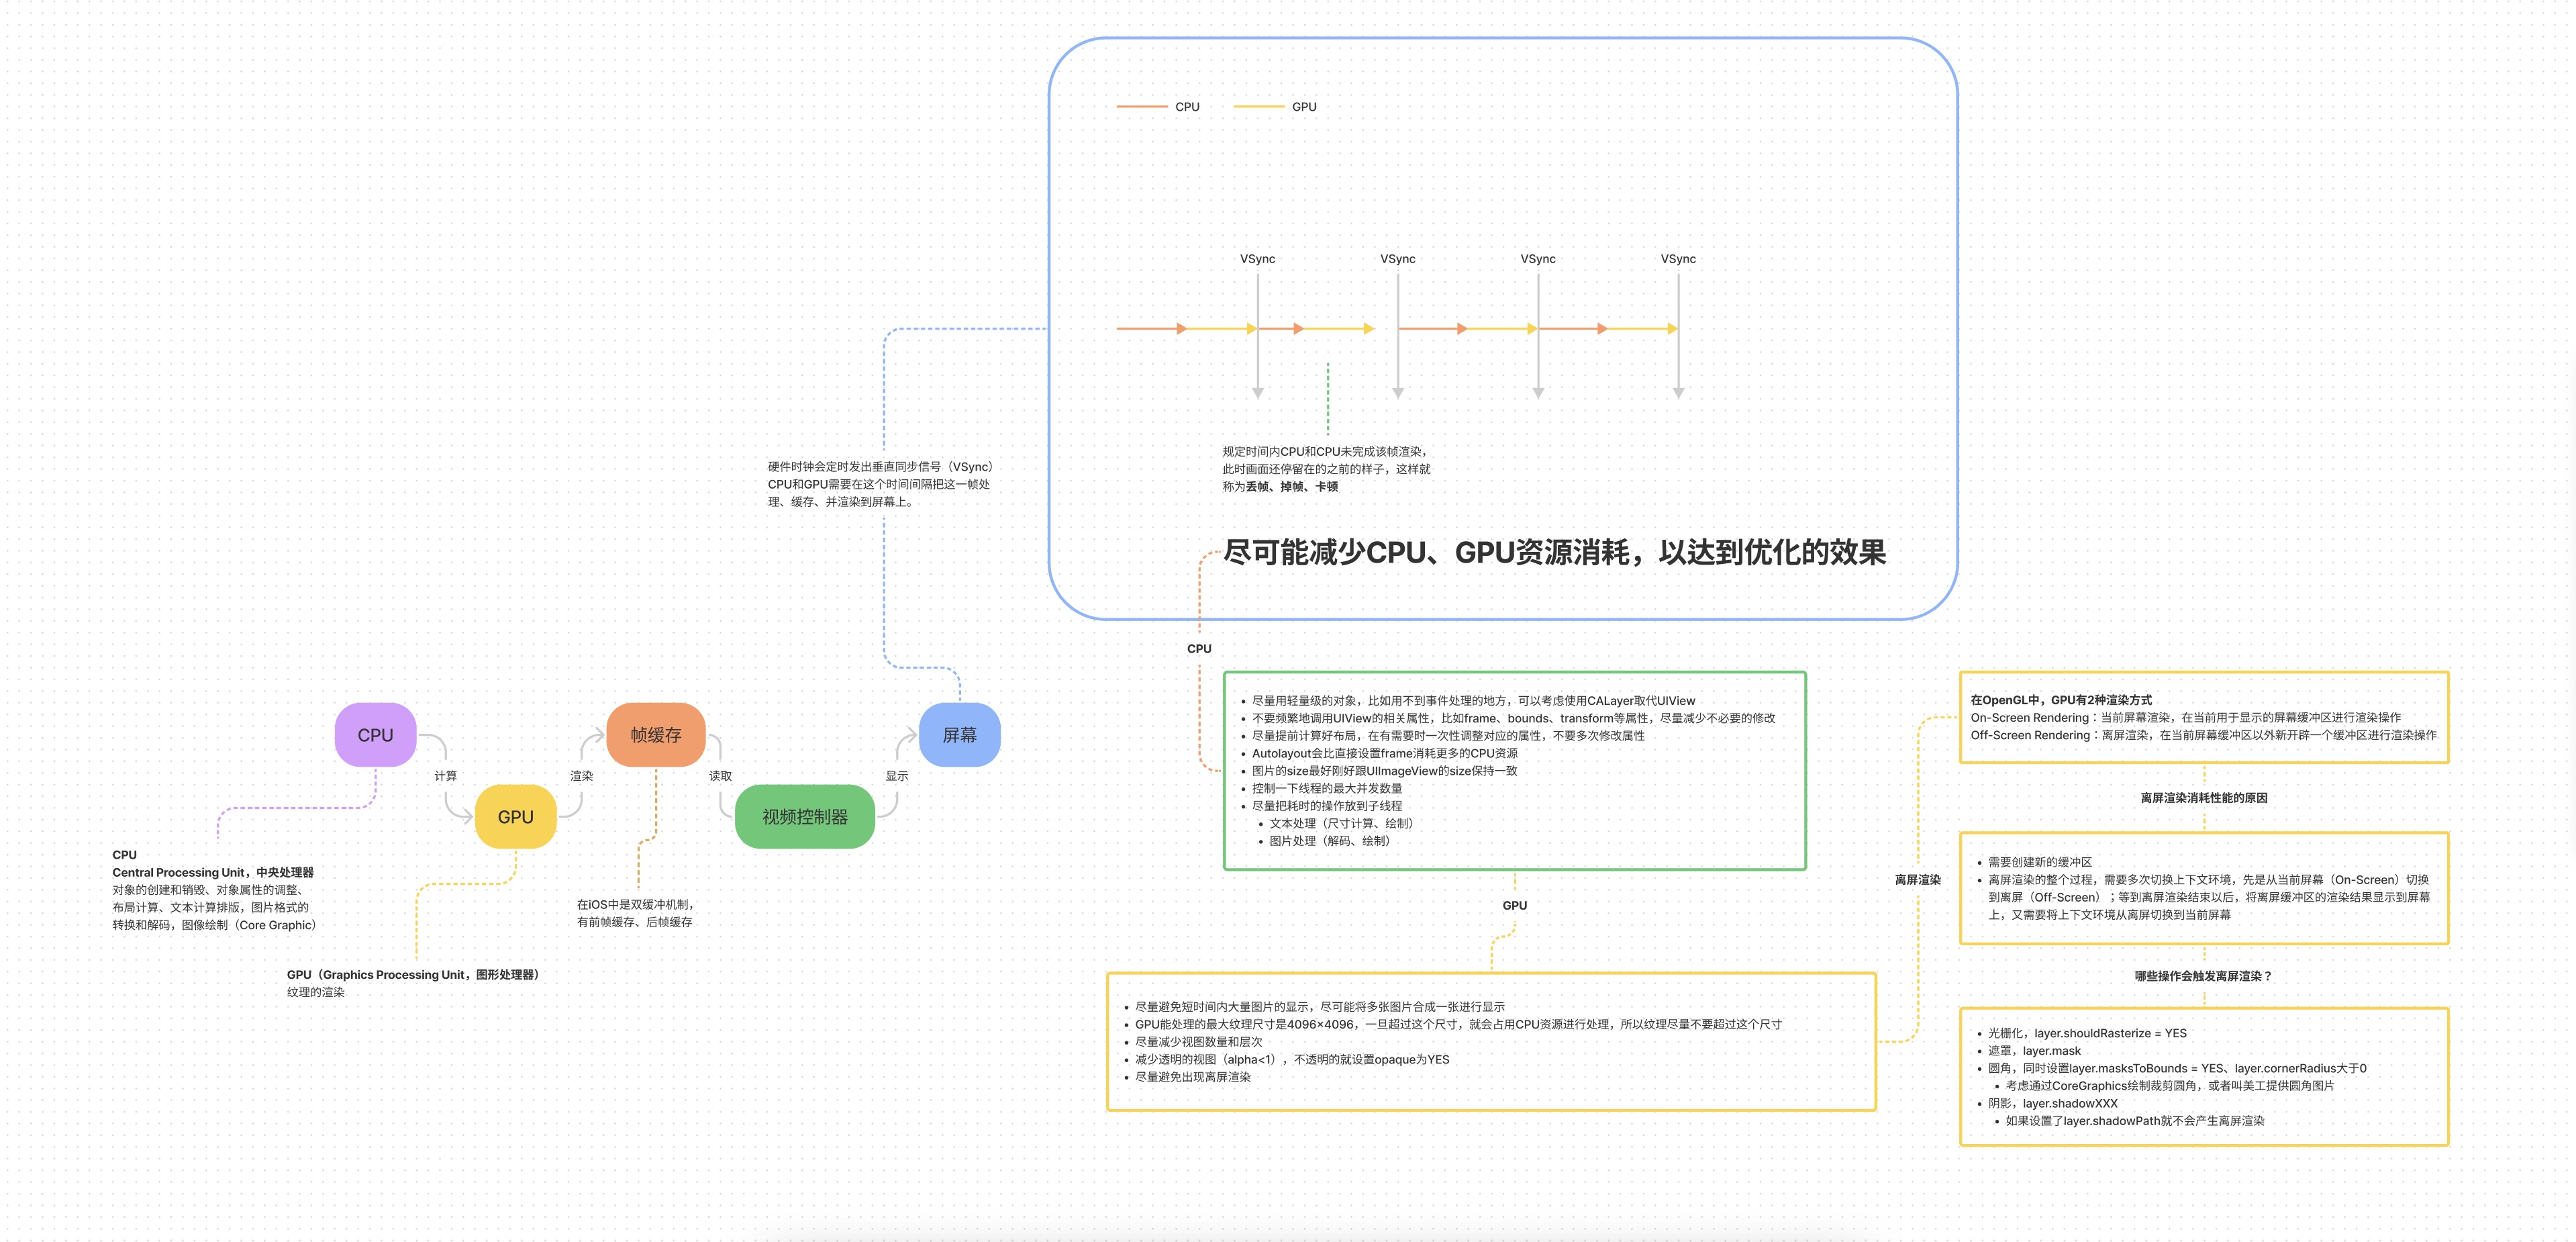 CPU
GPU
VSync
VSync
VSync
VSync
规定时间内CPU和CPU未完成该帧渲染，
此时画面还停留在的之前的样子，这样就
称为丢帧、掉帧、卡顿
尽可能减少CPU、GPU资源消耗，以达到优化的效果
硬件时钟会定时发出垂直同步信号（VSync）
CPU和GPU需要在这个时间间隔把这一帧处
理、缓存、并渲染到屏幕上。
CPU
计算
GPU
渲染
帧缓存
读取
视频控制器
显示
屏幕
CPU
Central Processing Unit，中央处理器
对象的创建和销毁、对象属性的调整、
布局计算、文本计算排版，图片格式的
转换和解码，图像绘制（Core Graphic）
GPU（Graphics Processing Unit，图形处理器）
纹理的渲染
在iOS中是双缓冲机制，
有前帧缓存、后帧缓存
CPU
• 尽量用轻量级的对象，比如用不到事件处理的地方，可以考虑使用CALayer取代UIView
• 不要频繁地调用UIView的相关属性，比如frame、bounds、transform等属性，尽量减少不必要的修改
• 尽量提前计算好布局，在有需要时一次性调整对应的属性，不要多次修改属性
• Autolayout会比直接设置frame消耗更多的CPU资源
• 图片的size最好刚好跟UIImageView的size保持一致
• 控制一下线程的最大并发数量
• 尽量把耗时的操作放到子线程
• 文本处理（尺寸计算、绘制）
• 图片处理（解码、绘制）
GPU
• 尽量避免短时间内大量图片的显示，尽可能将多张图片合成一张进行显示
• GPU能处理的最大纹理尺寸是4096×4096，一旦超过这个尺寸，就会占用CPU资源进行处理，所以纹理尽量不要超过这个尺寸
• 尽量减少视图数量和层次
• 减少透明的视图（alpha<1），不透明的就设置opaque为YES
• 尽量避免出现离屏渲染
离屏渲染
在OpenGL中，GPU有2种渲染方式
On-Screen Rendering：当前屏幕渲染，在当前用于显示的屏幕缓冲区进行渲染操作
Off-Screen Rendering：离屏渲染，在当前屏幕缓冲区以外新开辟一个缓冲区进行渲染操作
离屏渲染消耗性能的原因
• 需要创建新的缓冲区
• 离屏渲染的整个过程，需要多次切换上下文环境，先是从当前屏幕（On-Screen）切换
到离屏（Off-Screen）；等到离屏渲染结束以后，将离屏缓冲区的渲染结果显示到屏幕
上，又需要将上下文环境从离屏切换到当前屏幕
哪些操作会触发离屏渲染？
• 光栅化，layer.shouldRasterize = YES
• 遮罩，layer.mask
• 圆角，同时设置layer.masksToBounds = YES、layer.cornerRadius大于0
• 考虑通过CoreGraphics绘制裁剪圆角，或者叫美工提供圆角图片
• 阴影，layer.shadowXXX
• 如果设置了layer.shadowPath就不会产生离屏渲染